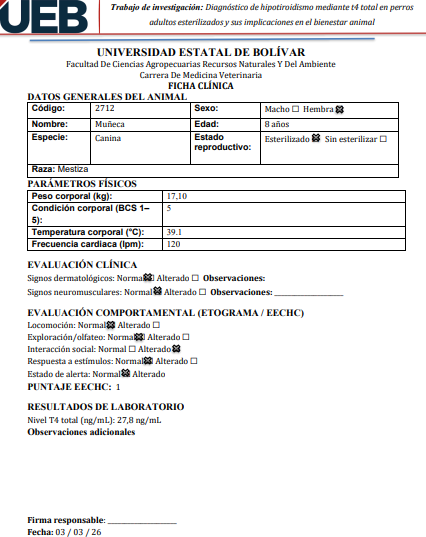 UEB
Trabajo de investigación: Diagnóstico de hipotiroidismo mediante t4 total en perros
adultos esterilizados y sus implicaciones en el bienestar animal
UNIVERSIDAD ESTATAL DE BOLÍVAR
Facultad De Ciencias Agropecuarias Recursos Naturales Y Del Ambiente
Carrera De Medicina Veterinaria
FICHA CLÍNICA
DATOS GENERALES DEL ANIMAL
Código: 2712 Sexo: Macho ☐ Hembra ☒
Nombre: Muñeca Edad: 8 años
Especie: Canina Estado reproductivo: Esterilizado ☒ Sin esterilizar ☐
Raza: Mestiza
PARÁMETROS FÍSICOS
Peso corporal (kg): 17,10
Condición corporal (BCS 1–5): 5
Temperatura corporal (°C): 39.1
Frecuencia cardiaca (lpm): 120
EVALUACIÓN CLÍNICA
Signos dermatológicos: Normal ☒ Alterado ☐ Observaciones:
Signos neuromusculares: Normal ☒ Alterado ☐ Observaciones: ________________
EVALUACIÓN COMPORTAMENTAL (ETOGRAMA / EECHC)
Locomoción: Normal ☒ Alterado ☐
Exploración/olfateo: Normal ☒ Alterado ☐
Interacción social: Normal ☐ Alterado ☒
Respuesta a estímulos: Normal ☒ Alterado ☐
Estado de alerta: Normal ☒ Alterado
PUNTAJE EECHC: 1
RESULTADOS DE LABORATORIO
Nivel T4 total (ng/mL): 27,8 ng/mL
Observaciones adicionales
Firma responsable: ________________
Fecha: 03 / 03 / 26